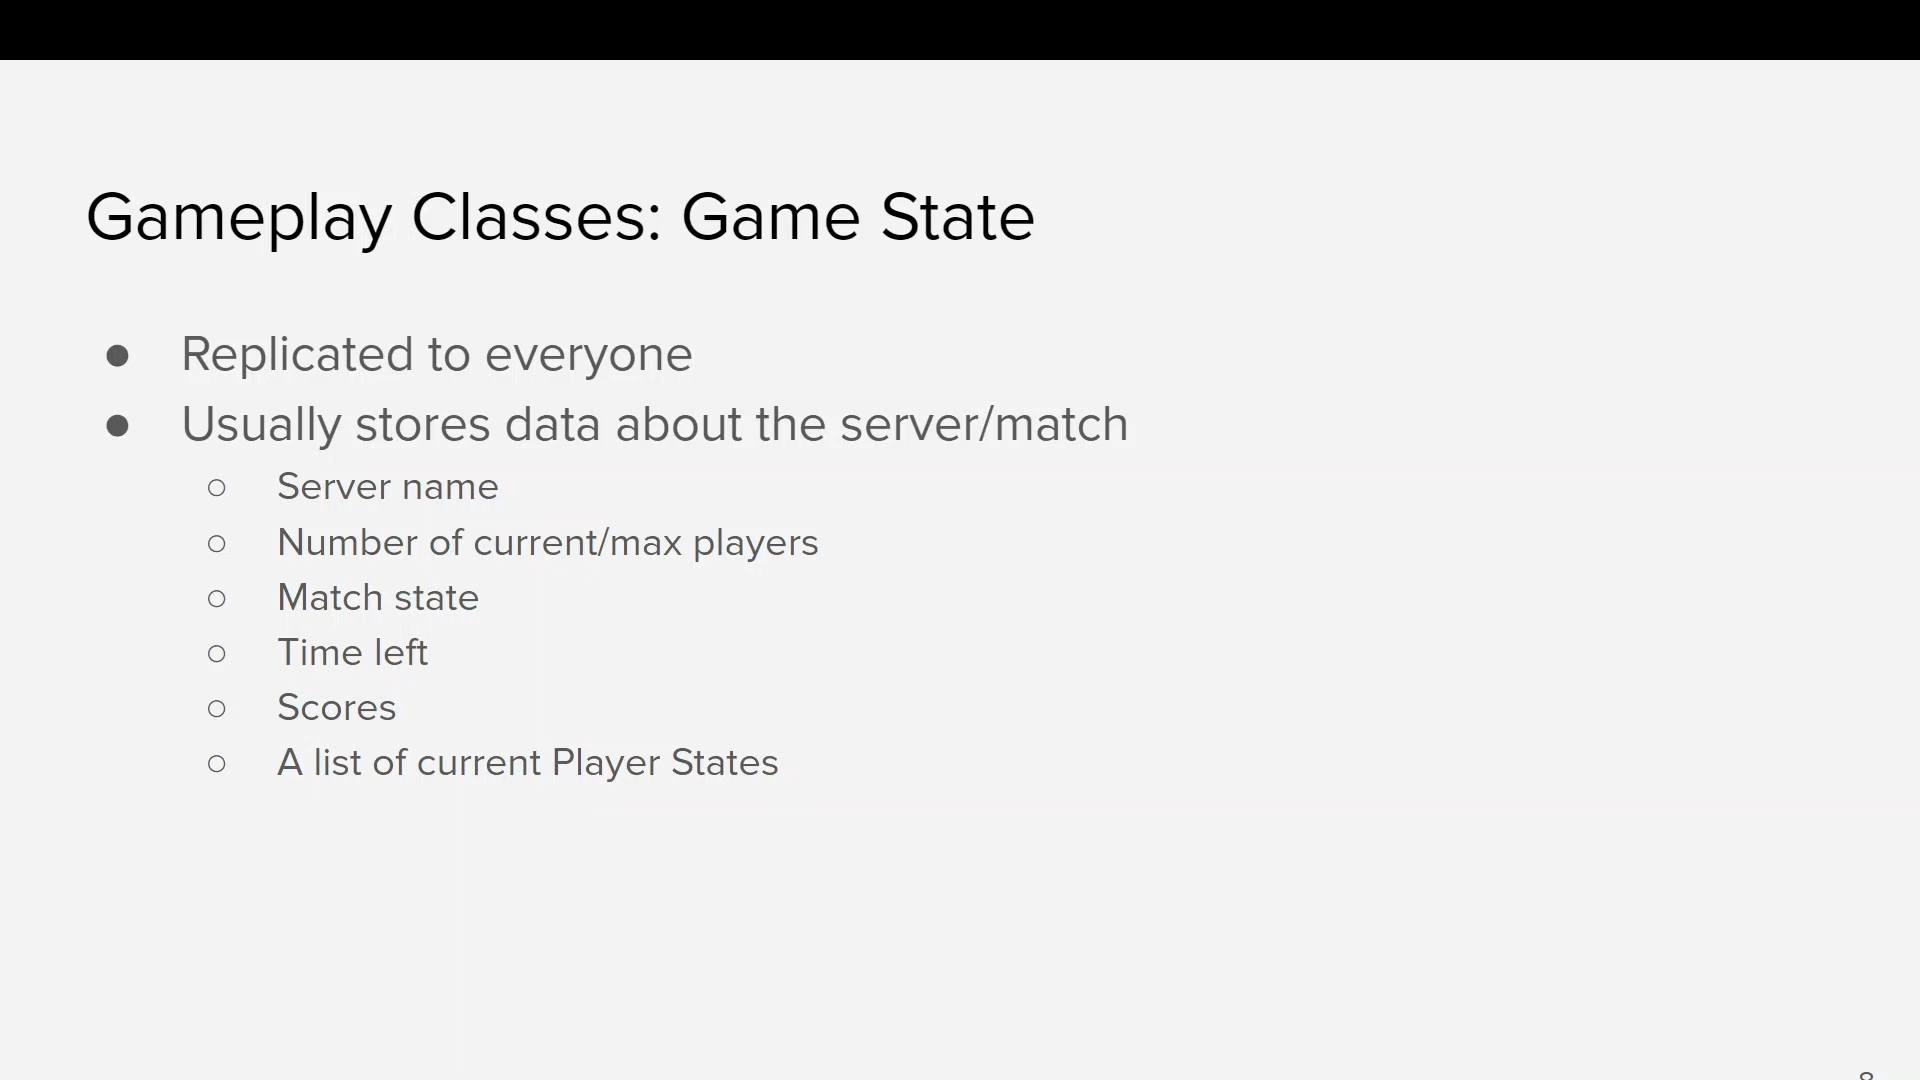 Gameplay Classes: Game State
● Replicated to everyone
● Usually stores data about the server/match
○ Server name
○ Number of current/max players
○ Match state
○ Time left
○ Scores
○ A list of current Player States